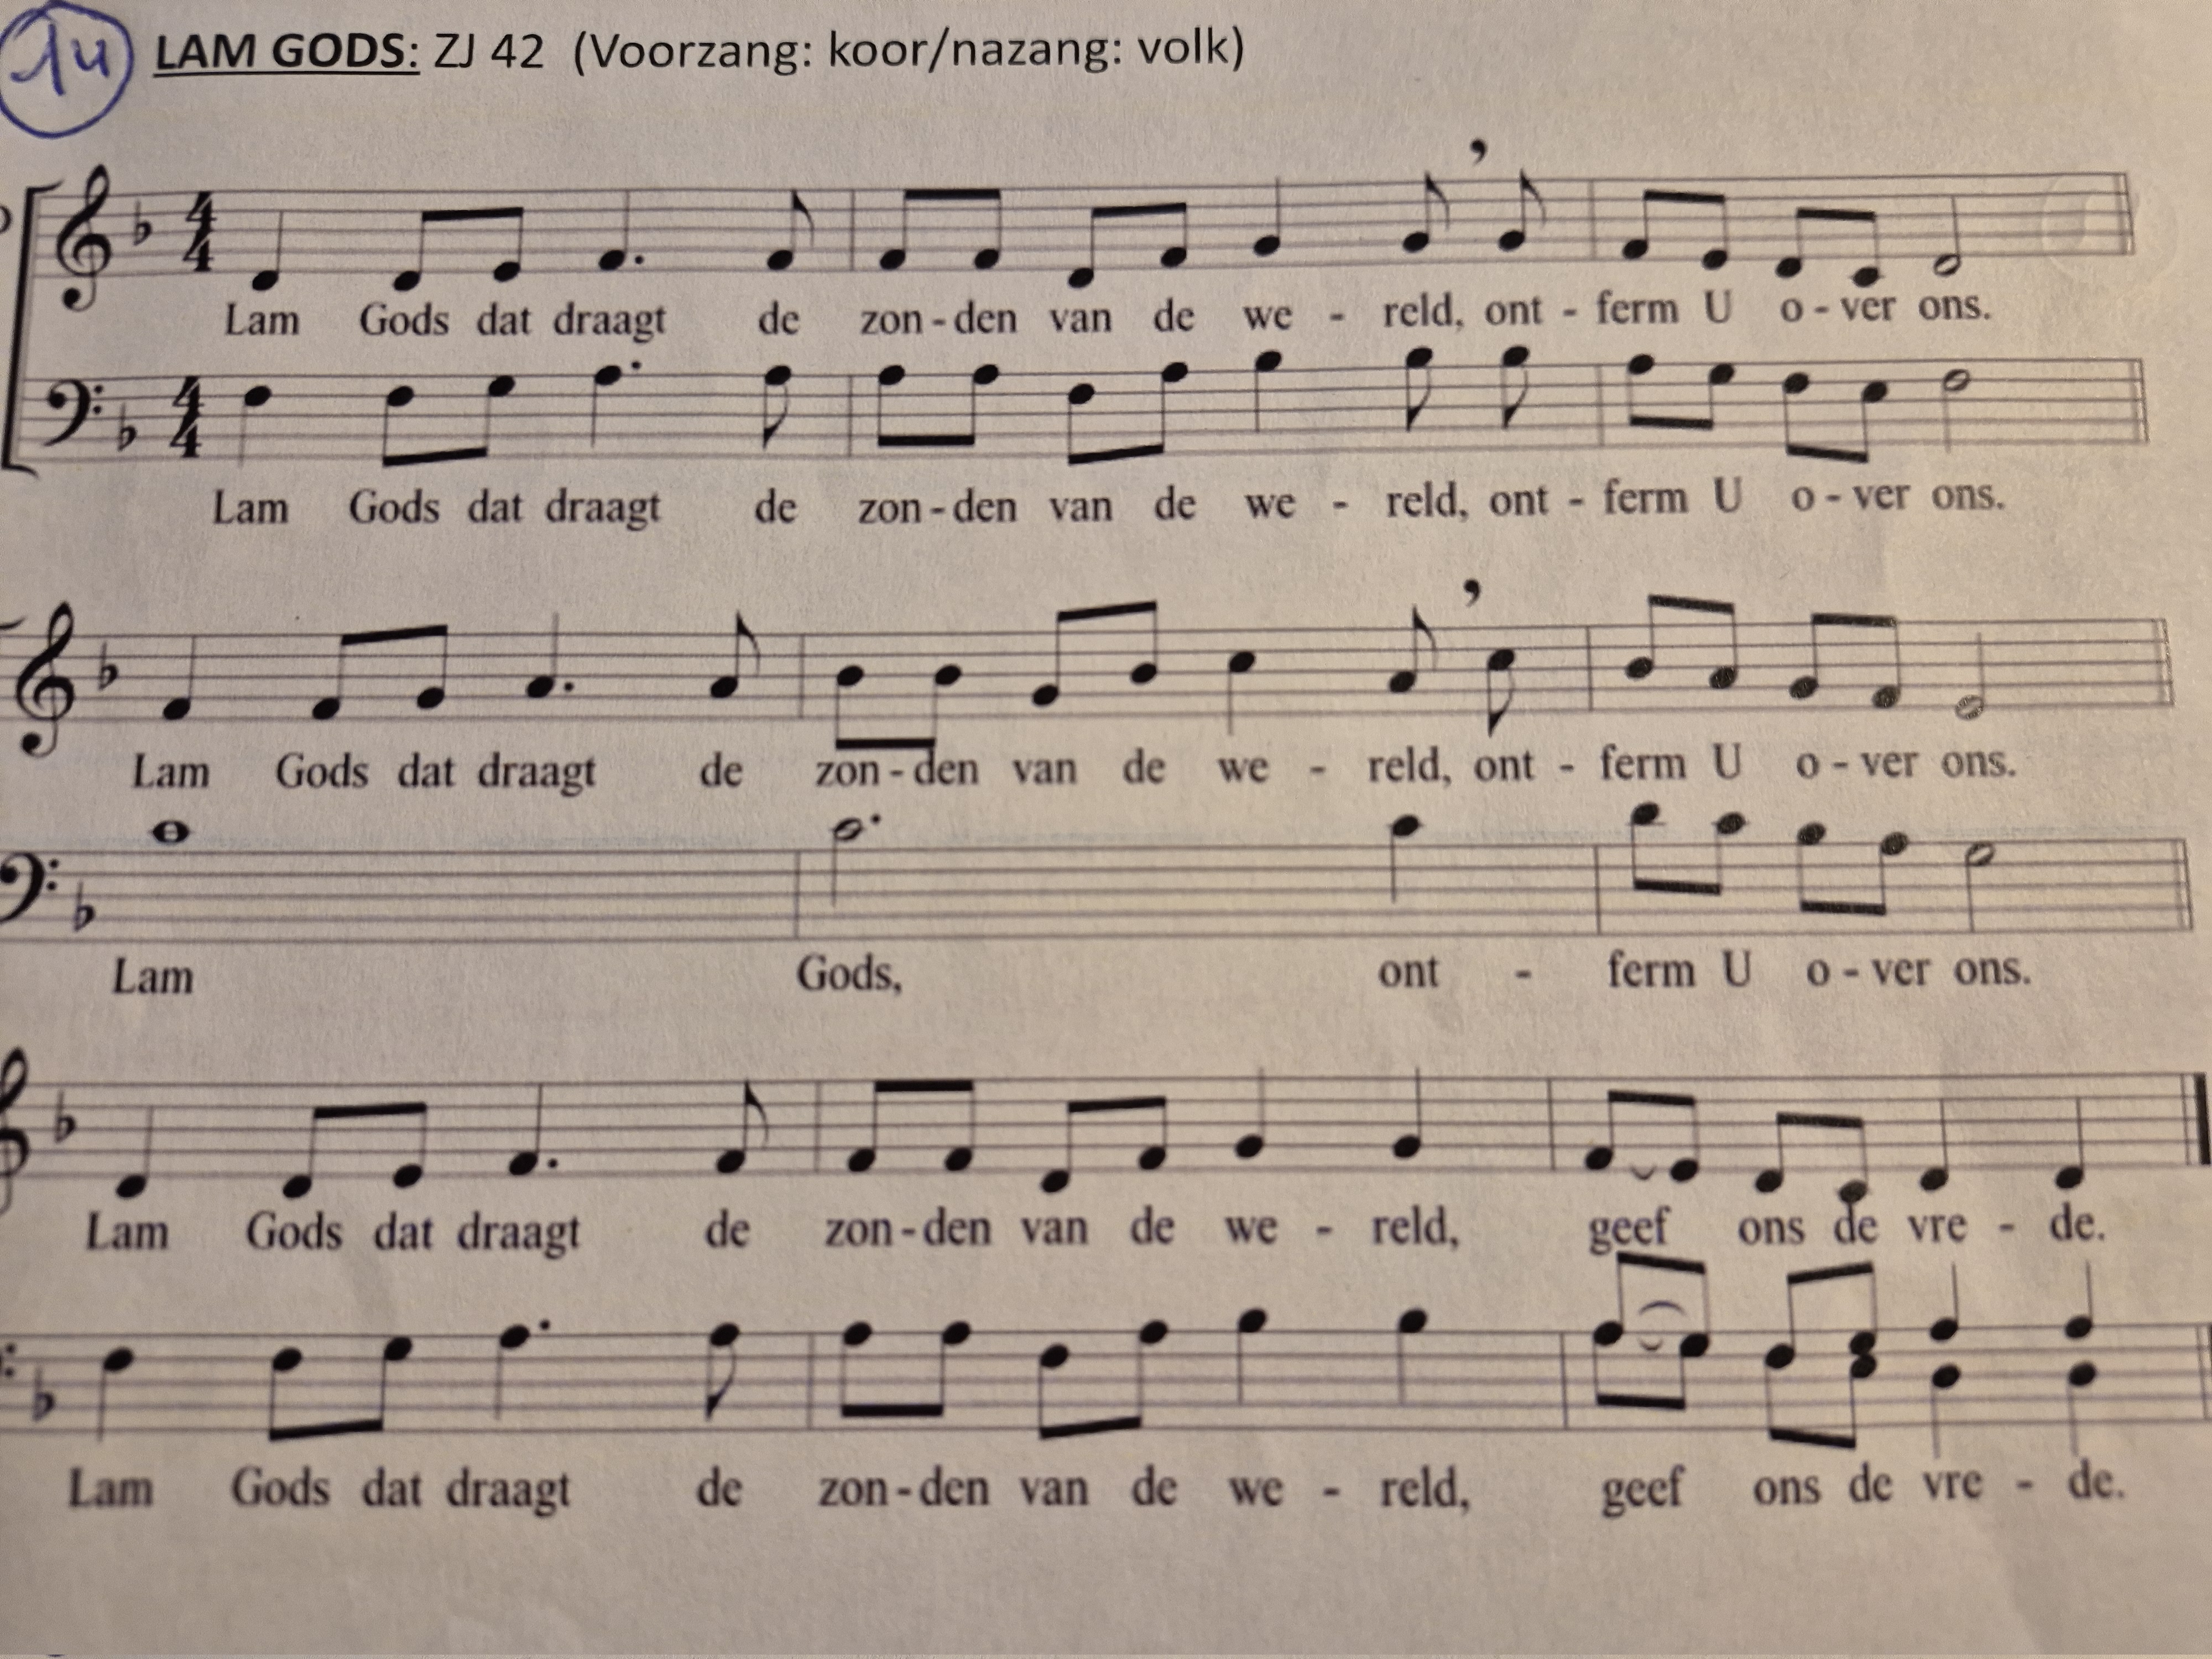 14 LAM GODS: ZJ 42 (Voorzang: koor/nazang: volk)
4 4
Lam Gods dat draagt de zon - den van de we - reld, ont - ferm U o - ver ons.
4 4
Lam Gods dat draagt de zon - den van de we - reld, ont - ferm U o - ver ons.
Lam Gods dat draagt de zon - den van de we - reld, ont - ferm U o - ver ons.
Lam Gods, ont - ferm U o - ver ons.
Lam Gods dat draagt de zon - den van de we - reld, geef ons de vre - de.
Lam Gods dat draagt de zon - den van de we - reld, geef ons de vre - de.